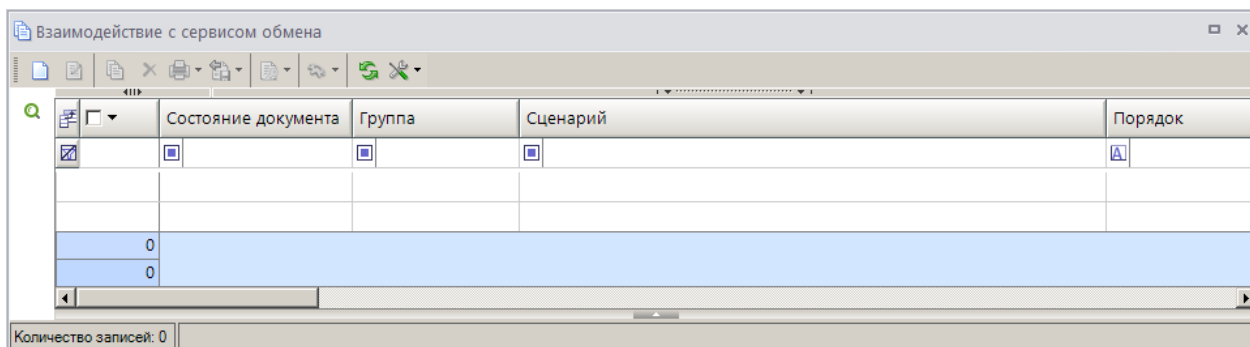 Взаимодействие с сервисом обмена
Состояние документа Группа Сценарий Порядок
A
0
0
Количество записей: 0